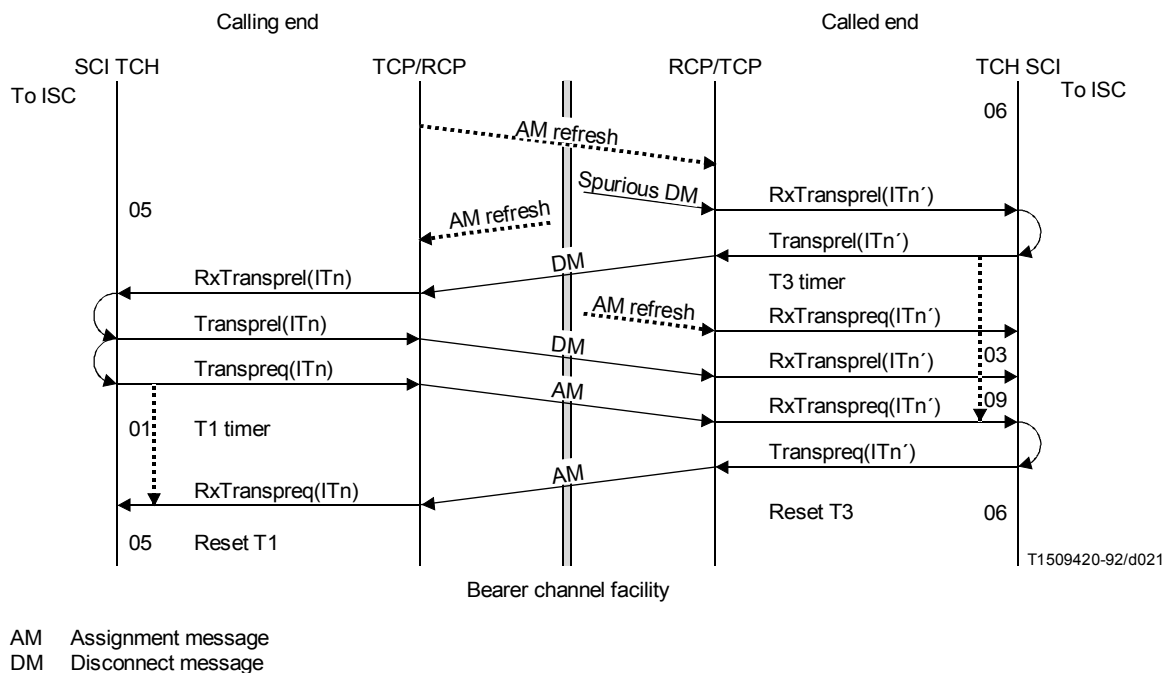 Calling end
Called end
SCI TCH
TCP/RCP
RCP/TCP
TCH SCI
To ISC
To ISC
06
AM refresh
Spurious DM
RxTransprel(ITn´)
05
AM refresh
Transprel(ITn´)
DM
RxTransprel(ITn)
T3 timer
AM refresh
RxTranspreq(ITn´)
Transprel(ITn)
DM
03
RxTransprel(ITn´)
Transpreq(ITn)
AM
09
RxTranspreq(ITn´)
01
T1 timer
Transpreq(ITn´)
AM
RxTranspreq(ITn)
Reset T3
06
05
Reset T1
T1509420-92/d021
Bearer channel facility
AM Assignment message
DM Disconnect message